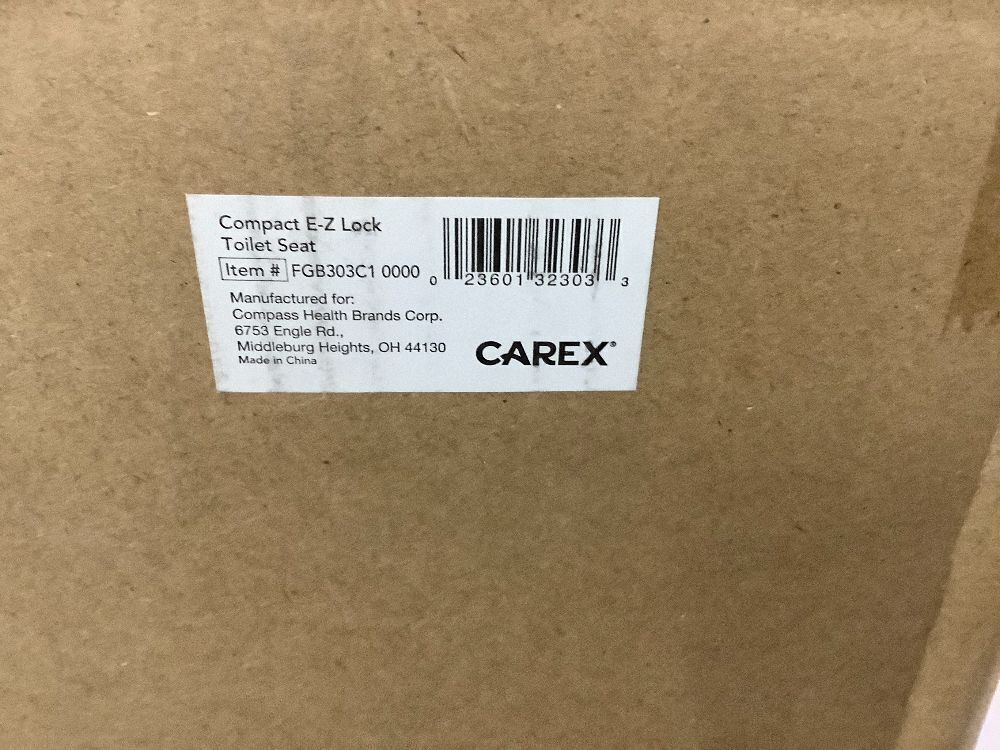 Compact E-Z Lock
Toilet Seat
Item # FGB303C1 0000
0 23601 32303 3
Manufactured for:
Compass Health Brands Corp.
6753 Engle Rd.,
Middleburg Heights, OH 44130
Made in China
CAREX®